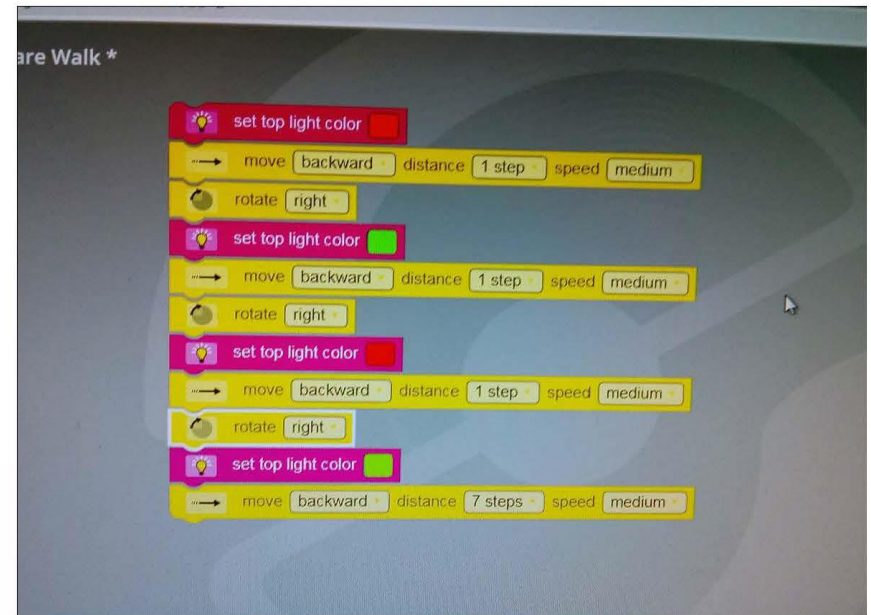 are Walk *
set top light color
move backward distance 1 step speed medium
rotate right
set top light color
move backward distance 1 step speed medium
rotate right
set top light color
move backward distance 1 step speed medium
rotate right
set top light color
move backward distance 7 steps speed medium